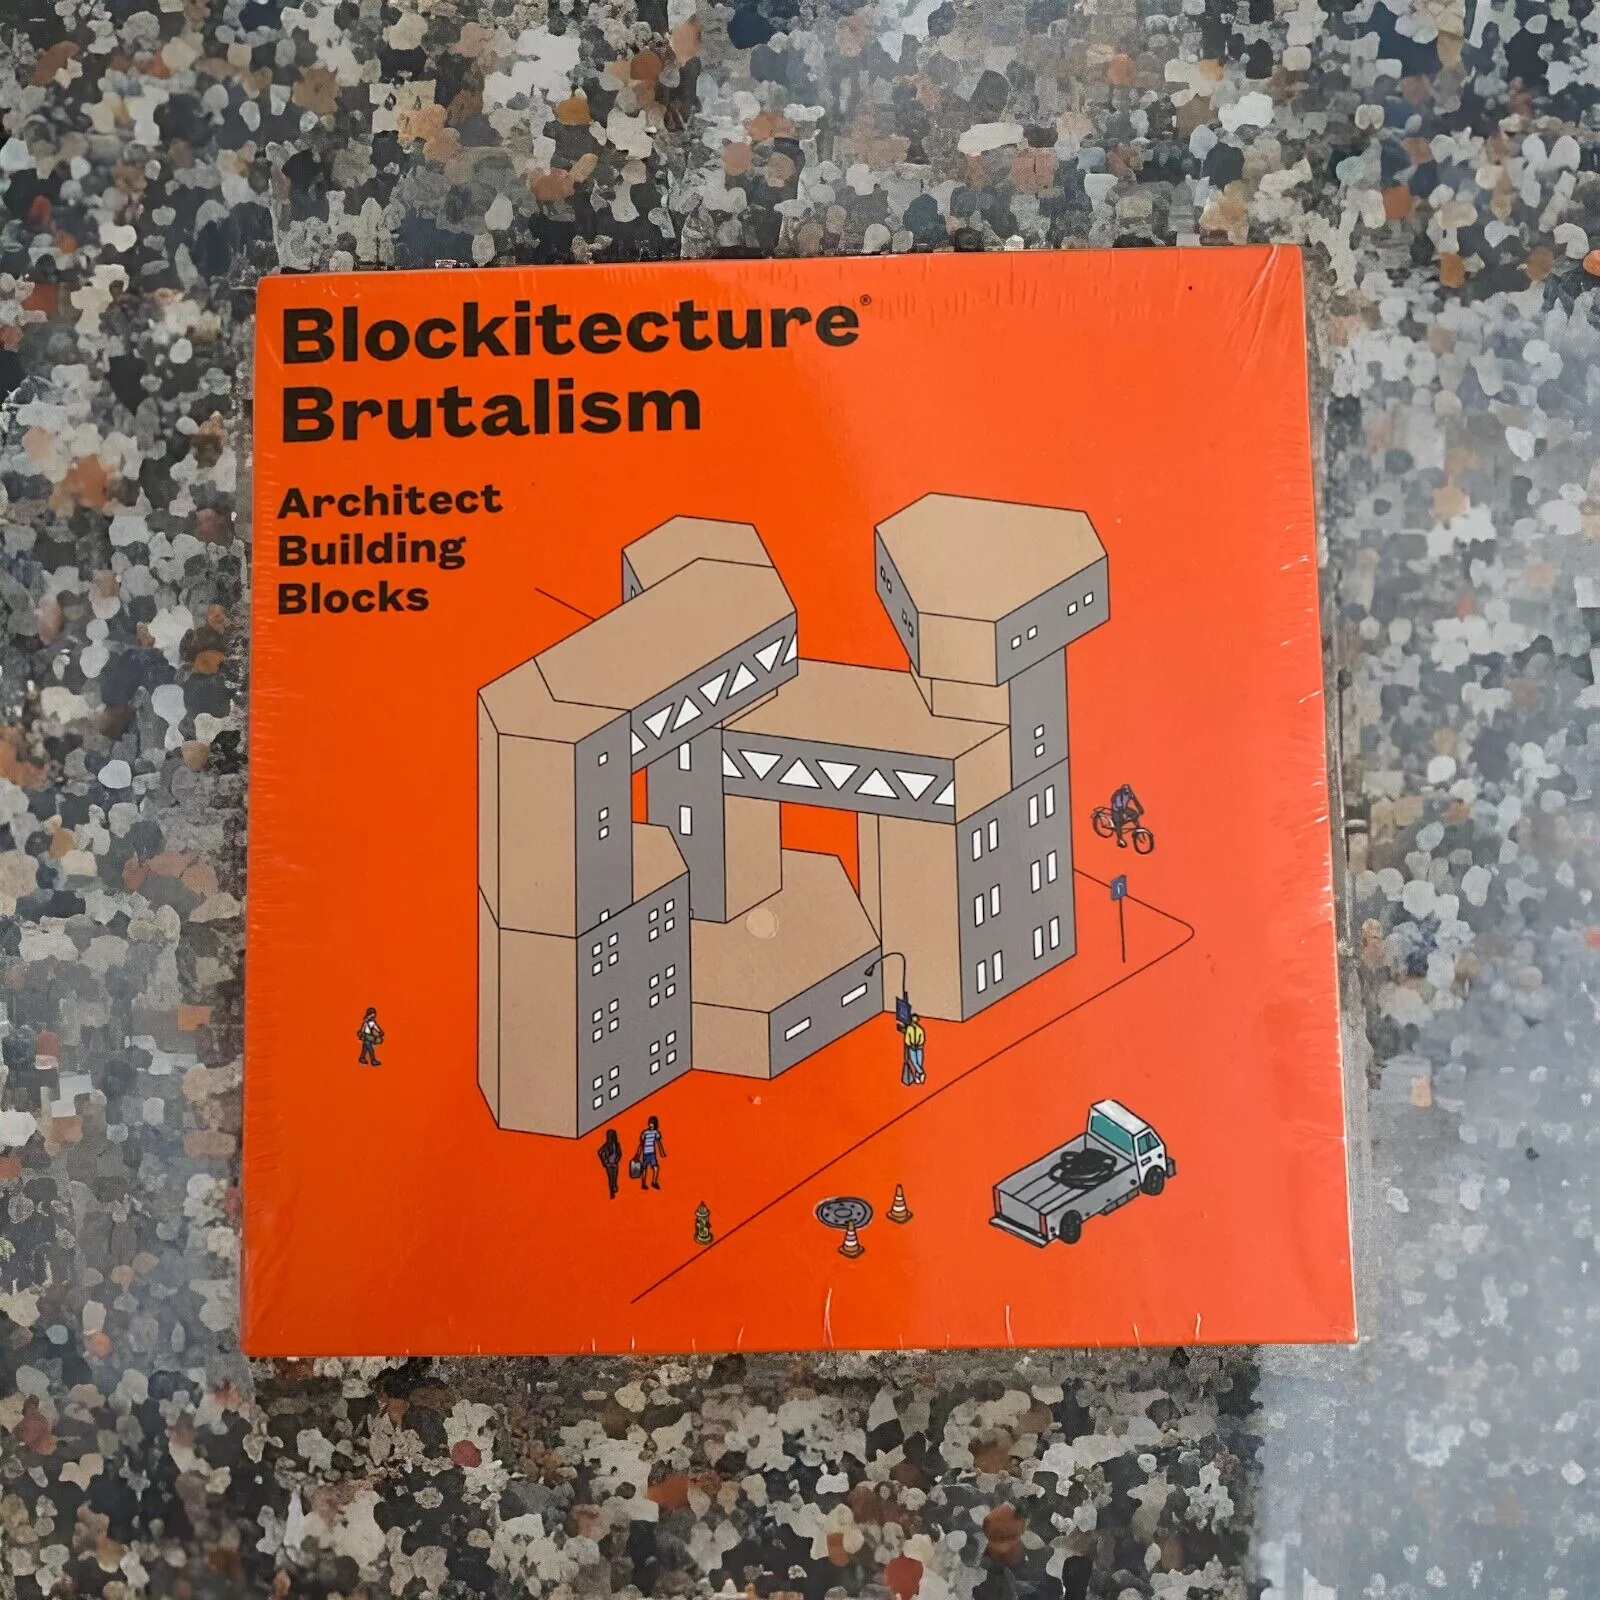 Blockitecture®
Brutalism
Architect
Building
Blocks